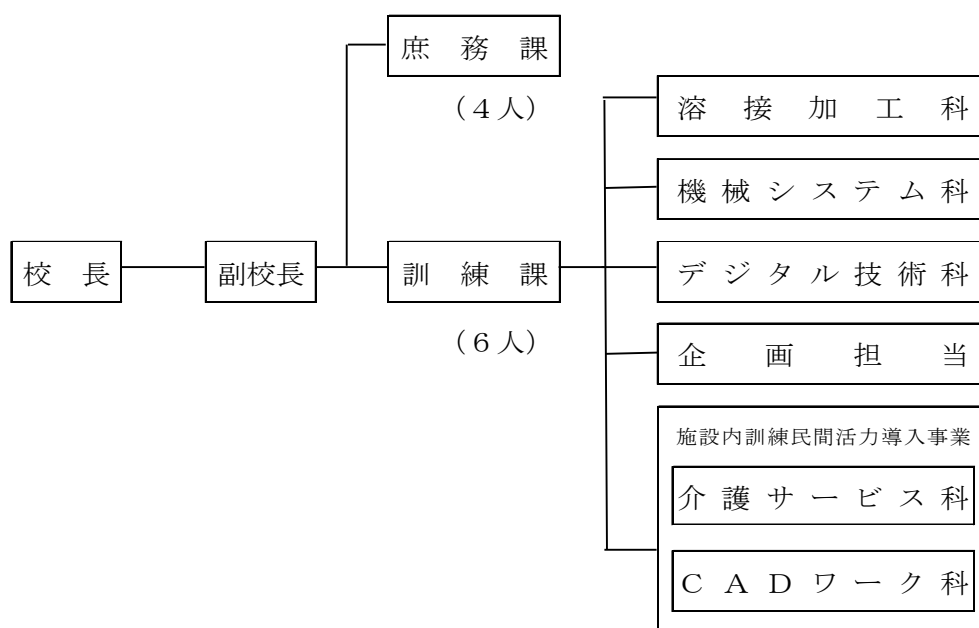 庶務課
（４人）
校長
副校長
訓練課
（６人）
溶接加工科
機械システム科
デジタル技術科
企画担当
施設内訓練民間活力導入事業
介護サービス科
ＣＡＤワーク科